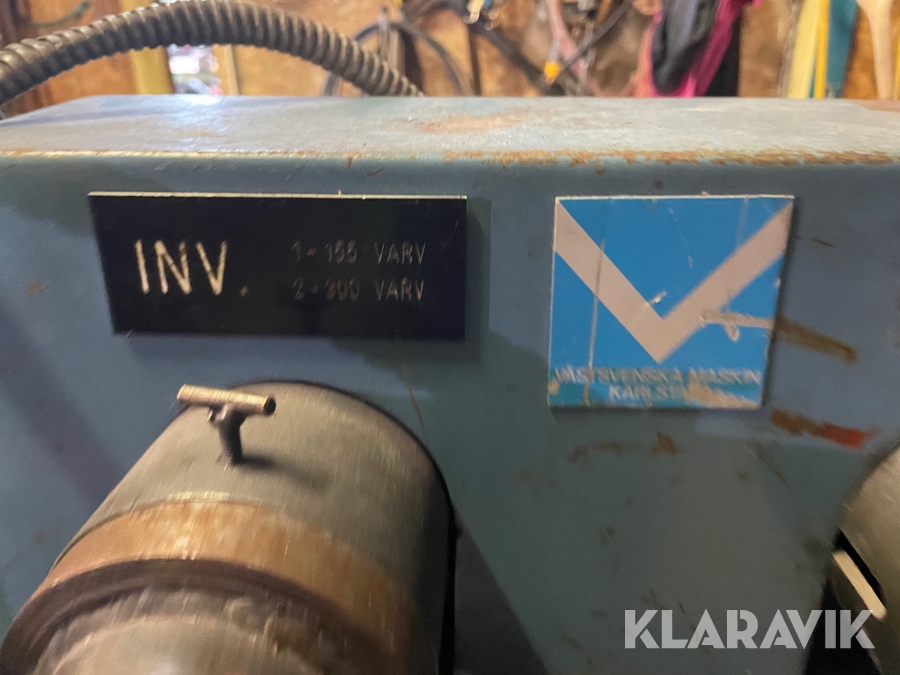 INV.
1 - 155 VARV
2 - 300 VARV
VÄSTSVENSKA MASKIN
KLARAVIK